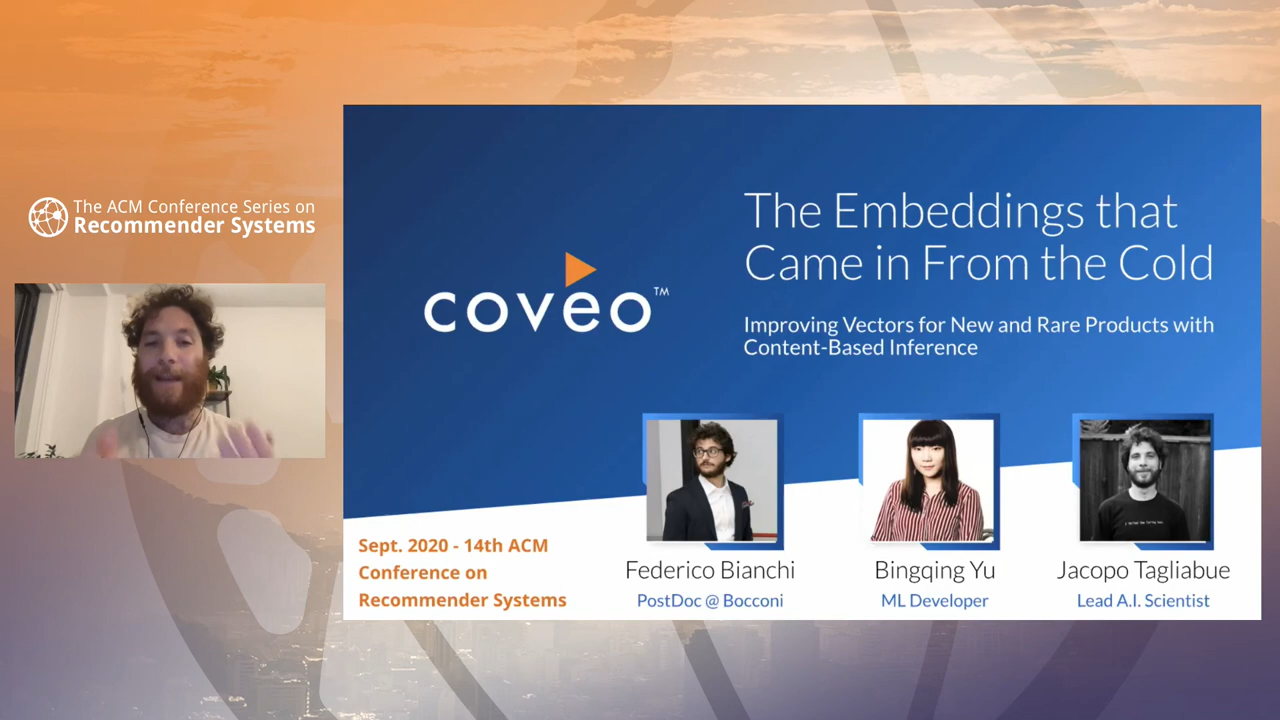 The ACM Conference Series on
Recommender Systems
coveo™
The Embeddings that
Came in From the Cold
Improving Vectors for New and Rare Products with
Content-Based Inference
Sept. 2020 - 14th ACM
Conference on
Recommender Systems
Federico Bianchi
PostDoc @ Bocconi
Bingqing Yu
ML Developer
Jacopo Tagliabue
Lead A.I. Scientist